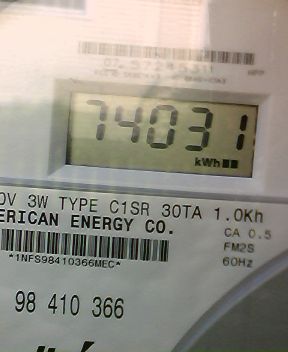 74031
kWh
0V 3W TYPE C1SR 30TA 1.0Kh
ERICAN ENERGY CO.
CA 0.5
FM2S
60Hz
*1NFS98410366MEC*
98 410 366